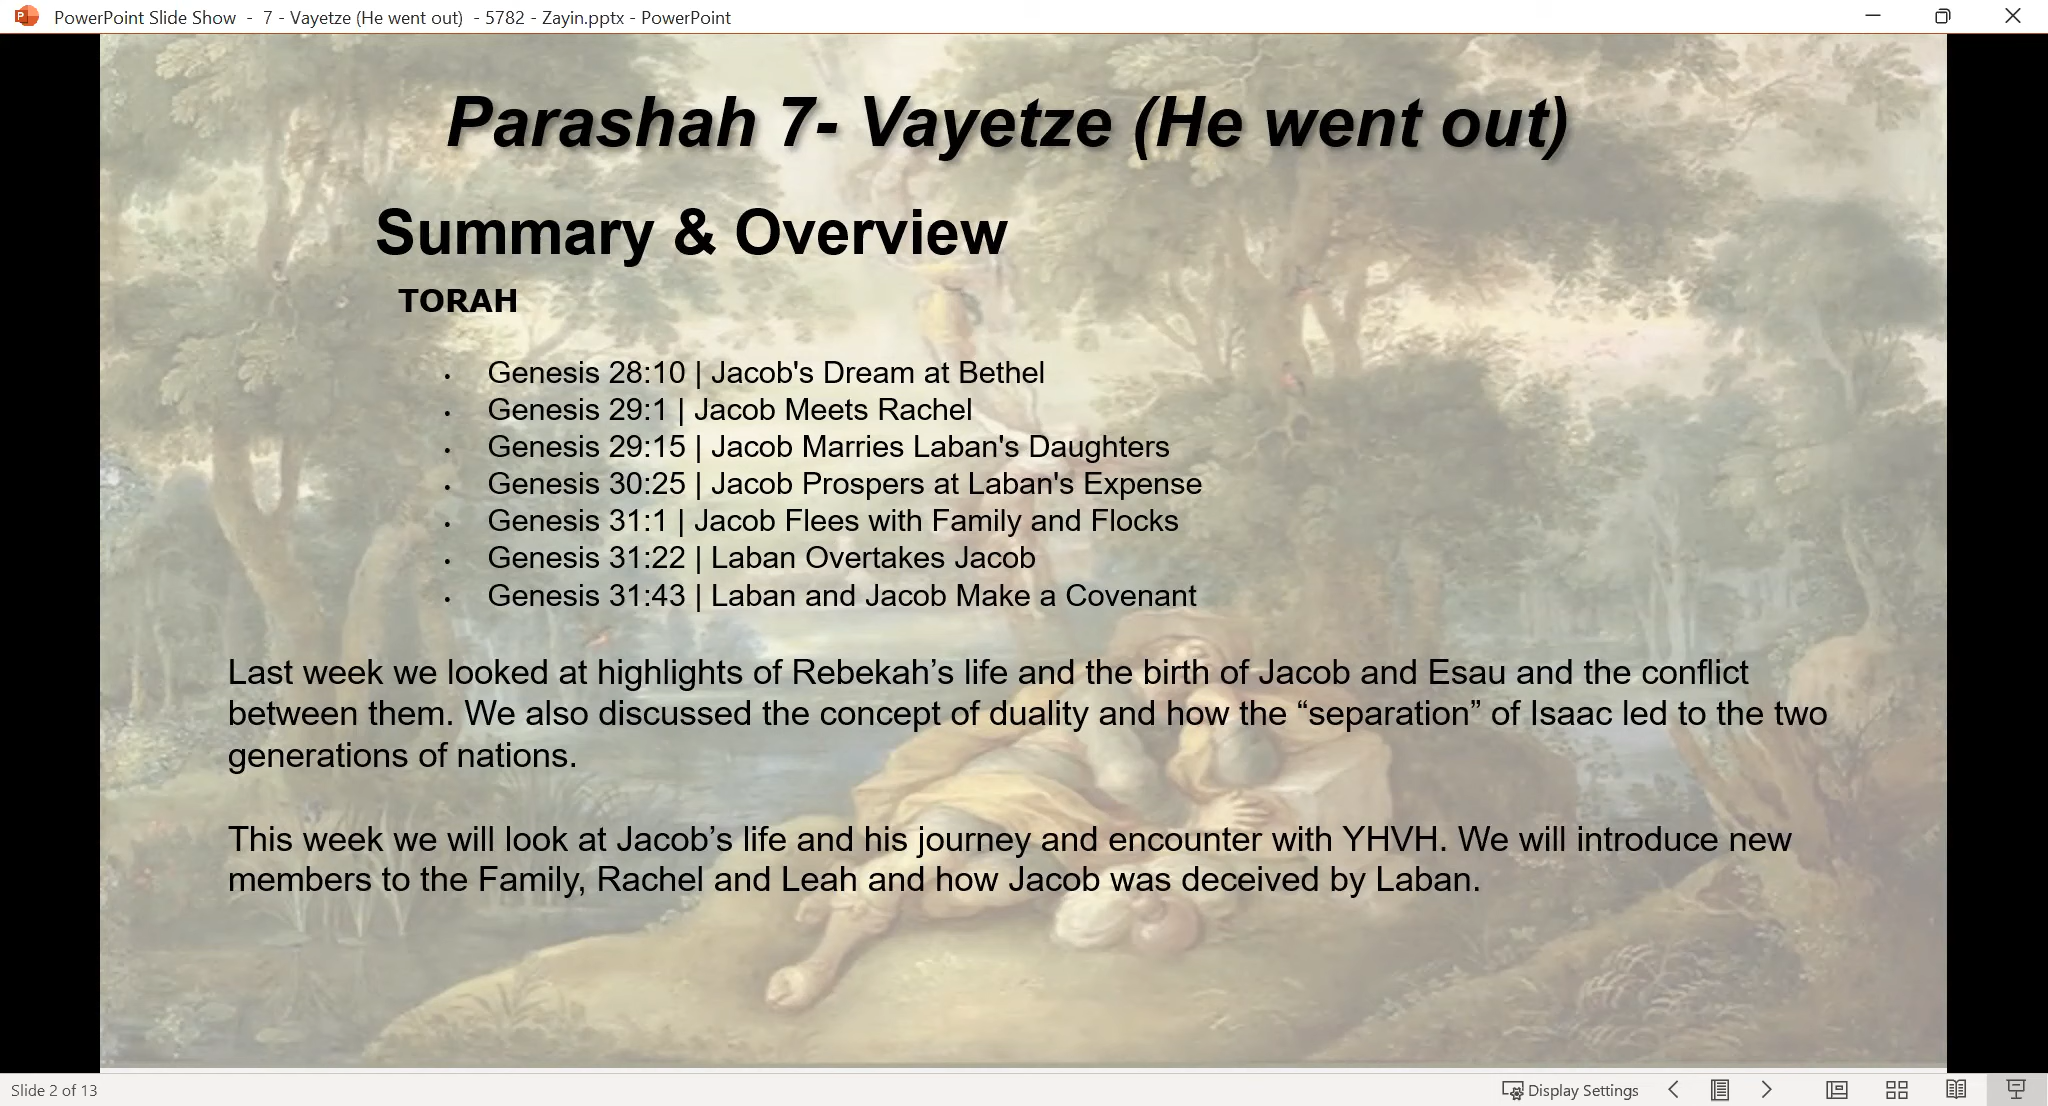 PowerPoint Slide Show - 7 - Vayetze (He went out) - 5782 - Zayin.pptx - PowerPoint
Parashah 7- Vayetze (He went out)
Summary & Overview
TORAH
• Genesis 28:10 | Jacob's Dream at Bethel
• Genesis 29:1 | Jacob Meets Rachel
• Genesis 29:15 | Jacob Marries Laban's Daughters
• Genesis 30:25 | Jacob Prospers at Laban's Expense
• Genesis 31:1 | Jacob Flees with Family and Flocks
• Genesis 31:22 | Laban Overtakes Jacob
• Genesis 31:43 | Laban and Jacob Make a Covenant
Last week we looked at highlights of Rebekah’s life and the birth of Jacob and Esau and the conflict
between them. We also discussed the concept of duality and how the “separation” of Isaac led to the two
generations of nations.
This week we will look at Jacob’s life and his journey and encounter with YHVH. We will introduce new
members to the Family, Rachel and Leah and how Jacob was deceived by Laban.
Slide 2 of 13
Display Settings